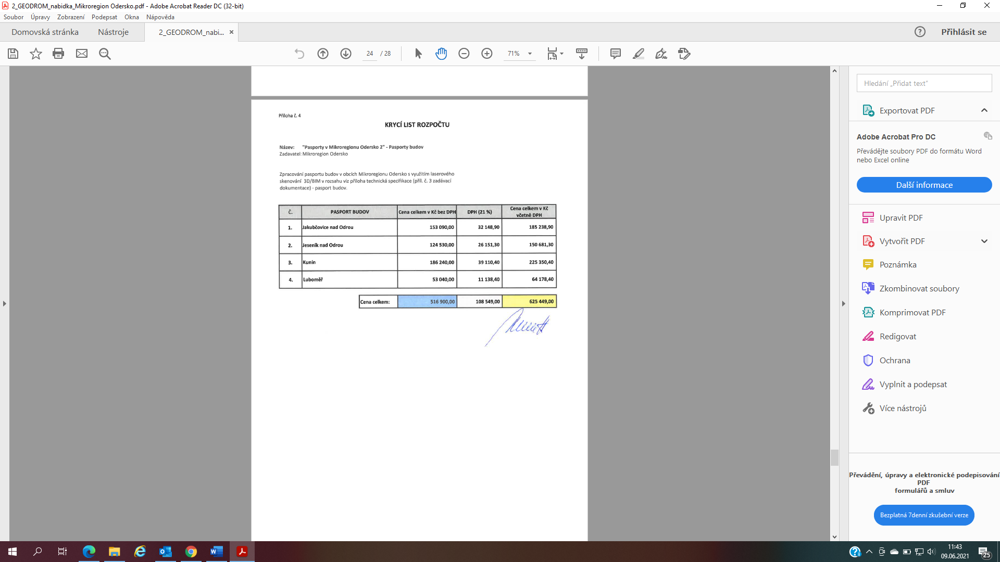 2_GEODROM_nabidka_Mikroregion Odersko.pdf - Adobe Acrobat Reader DC (32-bit)
Soubor Úpravy Zobrazení Podepsat Okna Nápověda
Domovská stránka Nástroje 2_GEODROM_nabi... × Přihlásit se
24 / 28 71%
Hledání „Přidat text"
Exportovat PDF
Adobe Acrobat Pro DC
Převádějte soubory PDF do formátu Word
nebo Excel online
Další informace
Upravit PDF
Vytvořit PDF
Poznámka
Zkombinovat soubory
Komprimovat PDF
Redigovat
Ochrana
Vyplnit a podepsat
Více nástrojů
Převádění, úpravy a elektronické podepisování
PDF
formulářů a smluv
Bezplatná 7denní zkušební verze
Příloha č. 4
KRYCÍ LIST ROZPOČTU
Název: "Pasporty v Mikroregionu Odersko 2" - Pasporty budov
Zadavatel: Mikroregion Odersko
Zpracování pasportu budov v obcích Mikroregionu Odersko s využitím laserového
skenování 3D/BIM v rozsahu viz příloha technická specifikace (příl. č. 3 zadávací
dokumentace) - pasport budov.
Č. PASPORT BUDOV Cena celkem v Kč bez DPH DPH (21 %) Cena celkem v Kč
včetně DPH
1. Jakubčovice nad Odrou 153 090,00 32 148,90 185 238,90
2. Jeseník nad Odrou 124 530,00 26 151,30 150 681,30
3. Kunín 186 240,00 39 110,40 225 350,40
4. Luboměř 53 040,00 11 138,40 64 178,40
Cena celkem: 516 900,00 108 549,00 625 449,00
11:43
09.06.2021
25